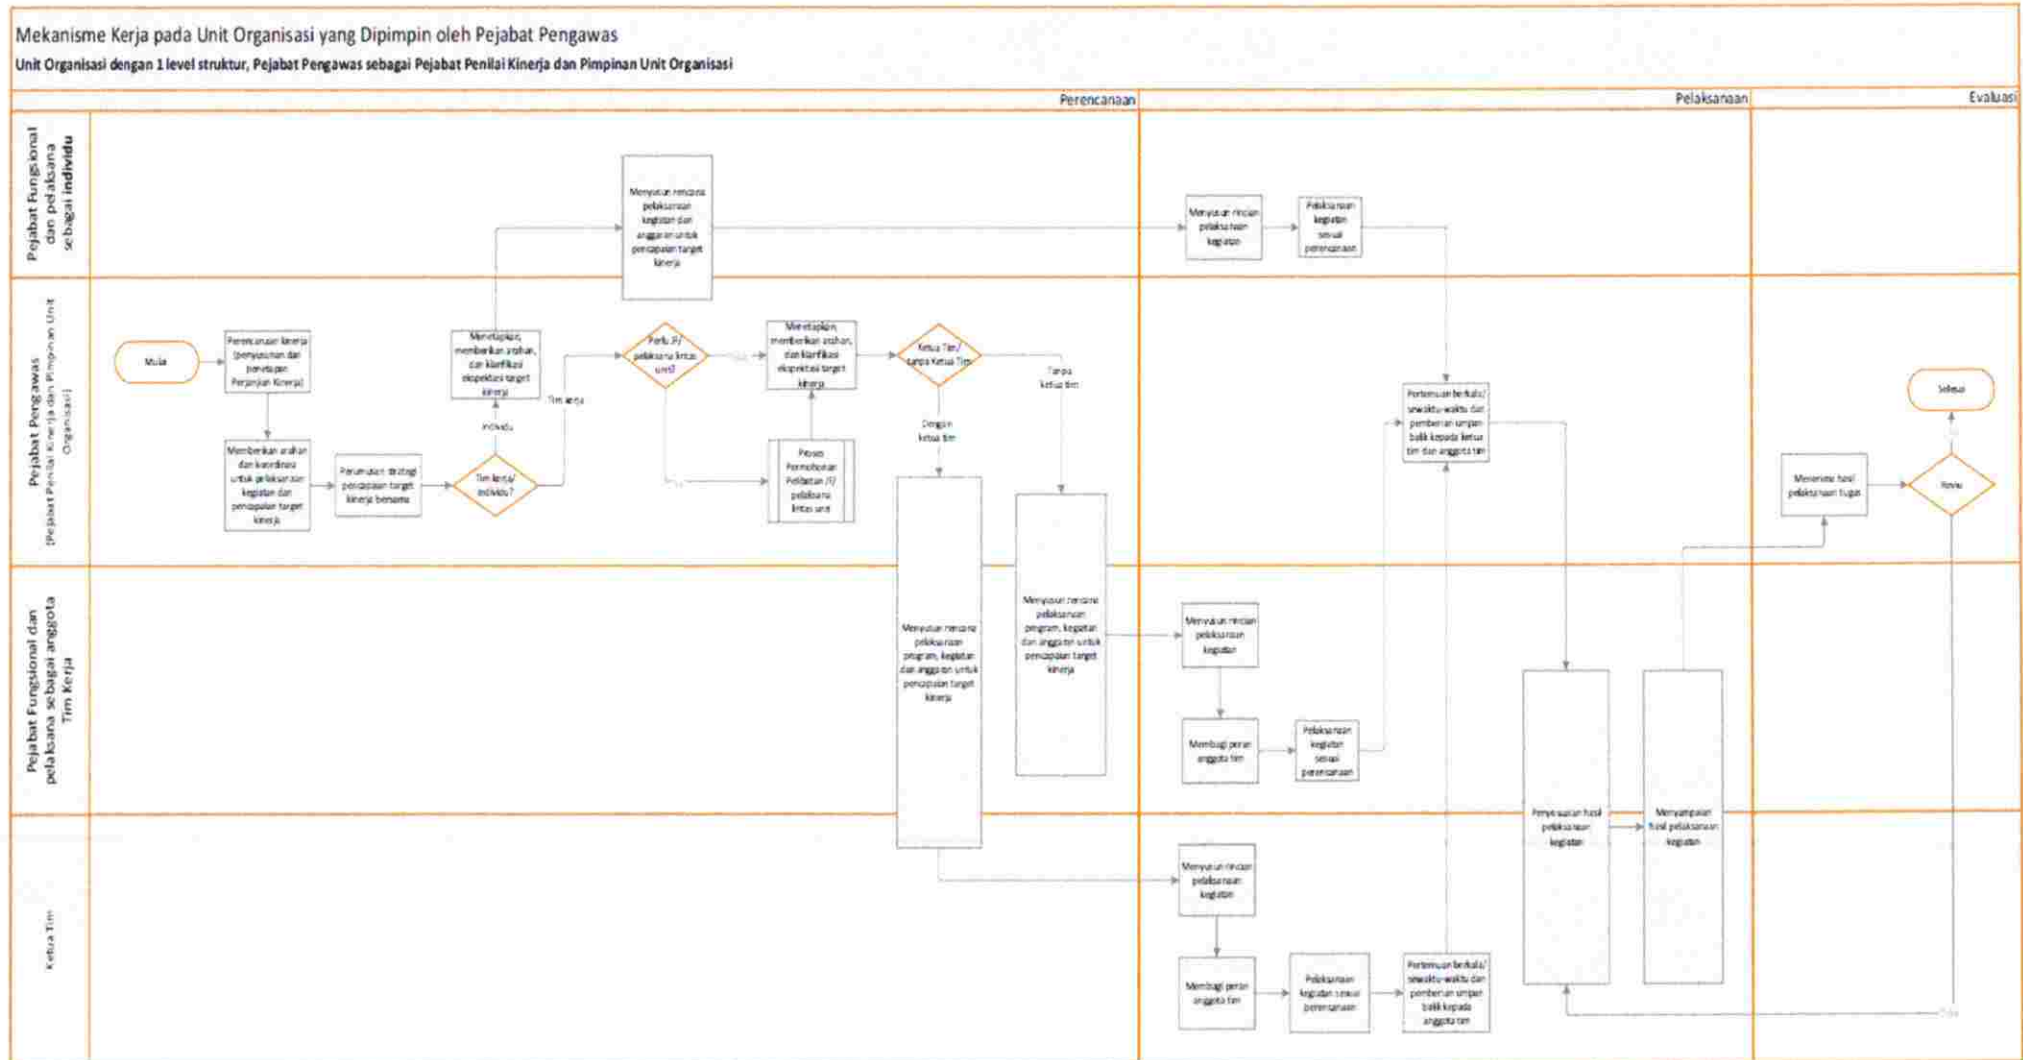 Mekanisme Kerja pada Unit Organisasi yang Dipimpin oleh Pejabat Pengawas
Unit Organisasi dengan 1 level struktur, Pejabat Pengawas sebagai Pejabat Penilai Kinerja dan Pimpinan Unit Organisasi
Perencanaan
Pelaksanaan
Evaluasi
Pejabat Fungsional
dan pelaksana
sebagai individu
Menyusun rencana
pelaksanaan
kegiatan dan
anggaran untuk
pencapaian target
kinerja
Menyusun rincian
pelaksanaan
kegiatan
Pelaksanaan
kegiatan
sesuai
perencanaan
Pejabat Pengawas
(Pejabat Penilai Kinerja dan Pimpinan Unit
Organisasi)
Mulai
Perencanaan kinerja
(penyusunan dan
penetapan
Perjanjian Kinerja)
Memberikan arahan
dan koordinasi
untuk pelaksanaan
kegiatan dan
pencapaian target
kinerja
Perumusan strategi
pencapaian target
kinerja bersama
Tim kerja/
individu?
Individu
Tim kerja
Menetapkan,
memberikan arahan,
dan klarifikasi
ekspektasi target
kinerja
Perlu JF/
pelaksana lintas
unit?
Proses
Permohonan
Pelibatan JF/
pelaksana
lintas unit
Menetapkan,
memberikan arahan,
dan klarifikasi
ekspektasi target
kinerja
Ketua Tim/
tanpa Ketua Tim
Dengan
ketua tim
Tanpa
ketua tim
Pertemuan berkala/
sewaktu-waktu dan
pemberian umpan
balik kepada ketua
tim dan anggota tim
Menerima hasil
pelaksanaan tugas
Reviu
Selesai
Pejabat Fungsional dan
pelaksana sebagai anggota
Tim Kerja
Menyusun rencana
pelaksanaan
program, kegiatan
dan anggaran untuk
pencapaian target
kinerja
Menyusun rencana
pelaksanaan
program, kegiatan
dan anggaran untuk
pencapaian target
kinerja
Menyusun rincian
pelaksanaan
kegiatan
Membagi peran
anggota tim
Pelaksanaan
kegiatan
sesuai
perencanaan
Penyesuaian hasil
pelaksanaan
kegiatan
Menyampaian
hasil pelaksanaan
kegiatan
Ketua Tim
Menyusun rincian
pelaksanaan
kegiatan
Membagi peran
anggota tim
Pelaksanaan
kegiatan sesuai
perencanaan
Pertemuan berkala/
sewaktu-waktu dan
pemberian umpan
balik kepada
anggota tim